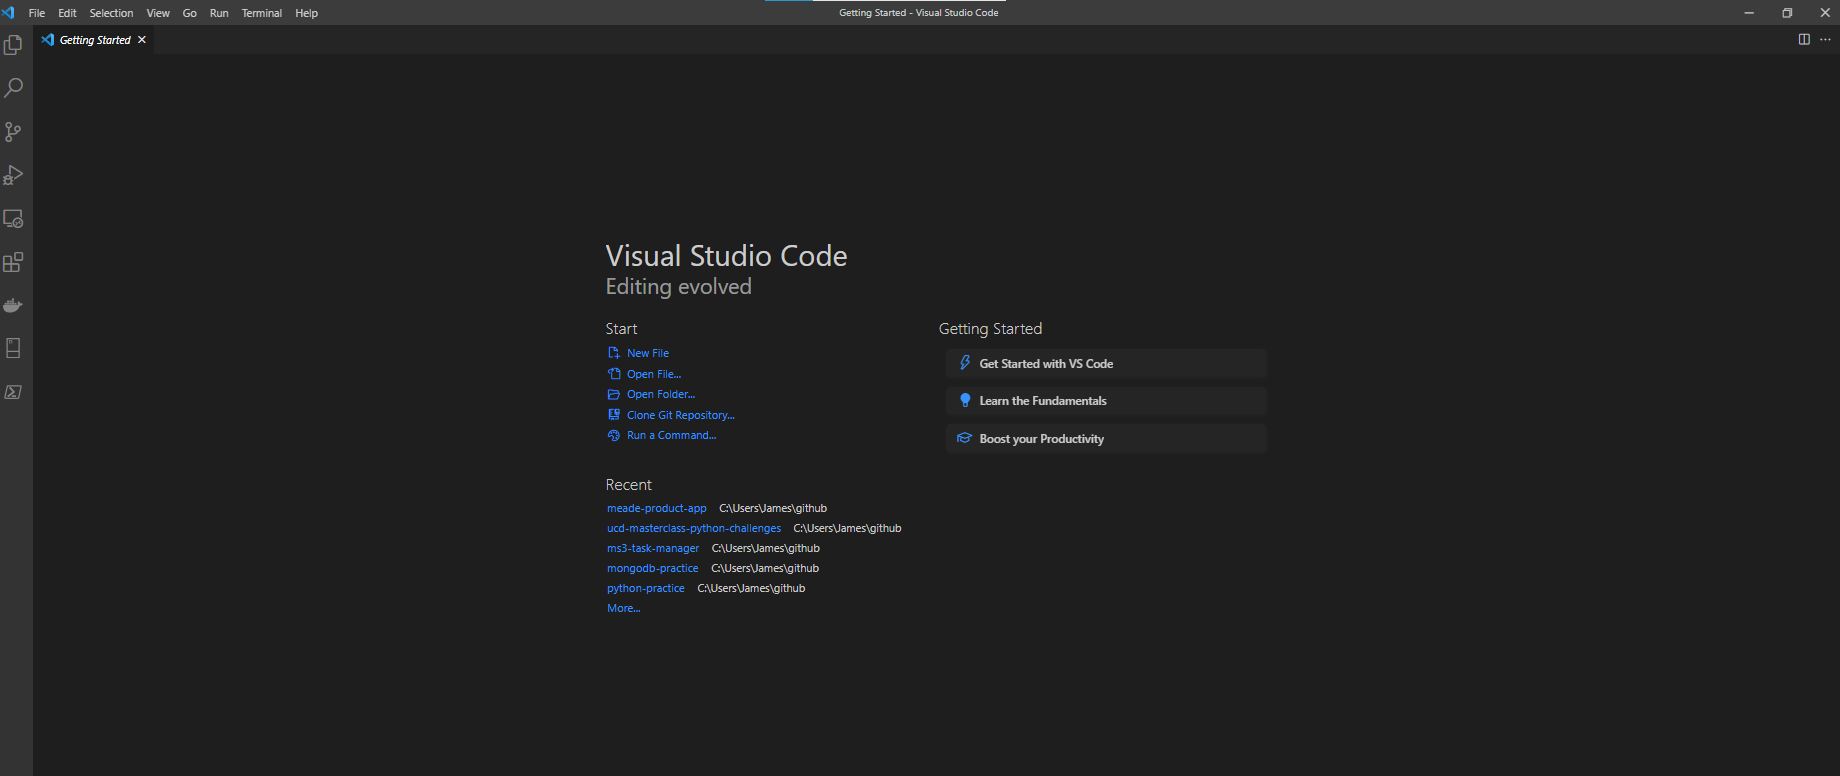 File Edit Selection View Go Run Terminal Help
Getting Started - Visual Studio Code
Getting Started
Visual Studio Code
Editing evolved
Start
New File
Open File...
Open Folder...
Clone Git Repository...
Run a Command...
Getting Started
Get Started with VS Code
Learn the Fundamentals
Boost your Productivity
Recent
meade-product-app C:\Users\James\github
ucd-masterclass-python-challenges C:\Users\James\github
ms3-task-manager C:\Users\James\github
mongodb-practice C:\Users\James\github
python-practice C:\Users\James\github
More...